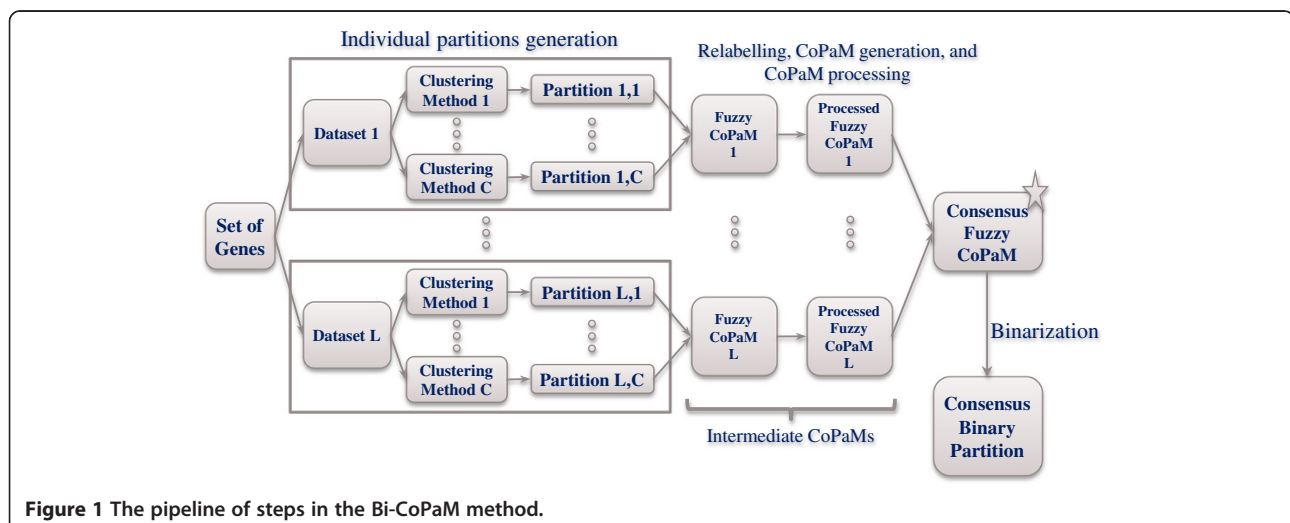 Individual partitions generation
Relabelling, CoPaM generation, and
CoPaM processing
Set of
Genes
Dataset 1
Clustering
Method 1
Partition 1,1
Clustering
Method C
Partition 1,C
Fuzzy
CoPaM
1
Processed
Fuzzy
CoPaM
1
Dataset L
Clustering
Method 1
Partition L,1
Clustering
Method C
Partition L,C
Fuzzy
CoPaM
L
Processed
Fuzzy
CoPaM
L
Intermediate CoPaMs
Consensus
Fuzzy
CoPaM
Binarization
Consensus
Binary
Partition
Figure 1 The pipeline of steps in the Bi-CoPaM method.